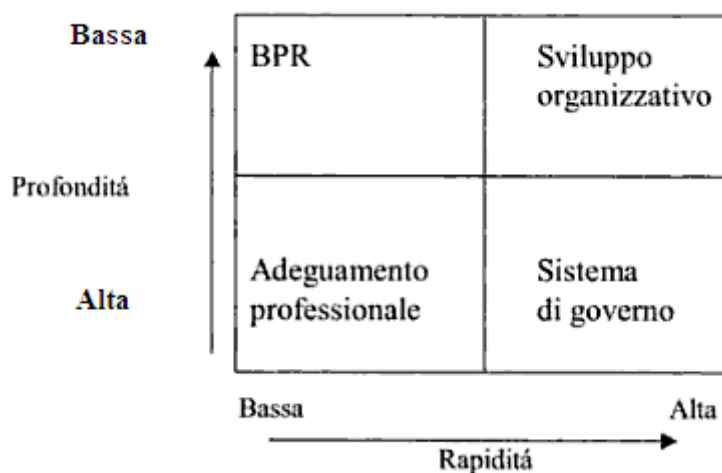 Bassa
BPR
Sviluppo
organizzativo
Profonditá
Adeguamento
professionale
Sistema
di governo
Alta
Bassa
Alta
Rapiditá